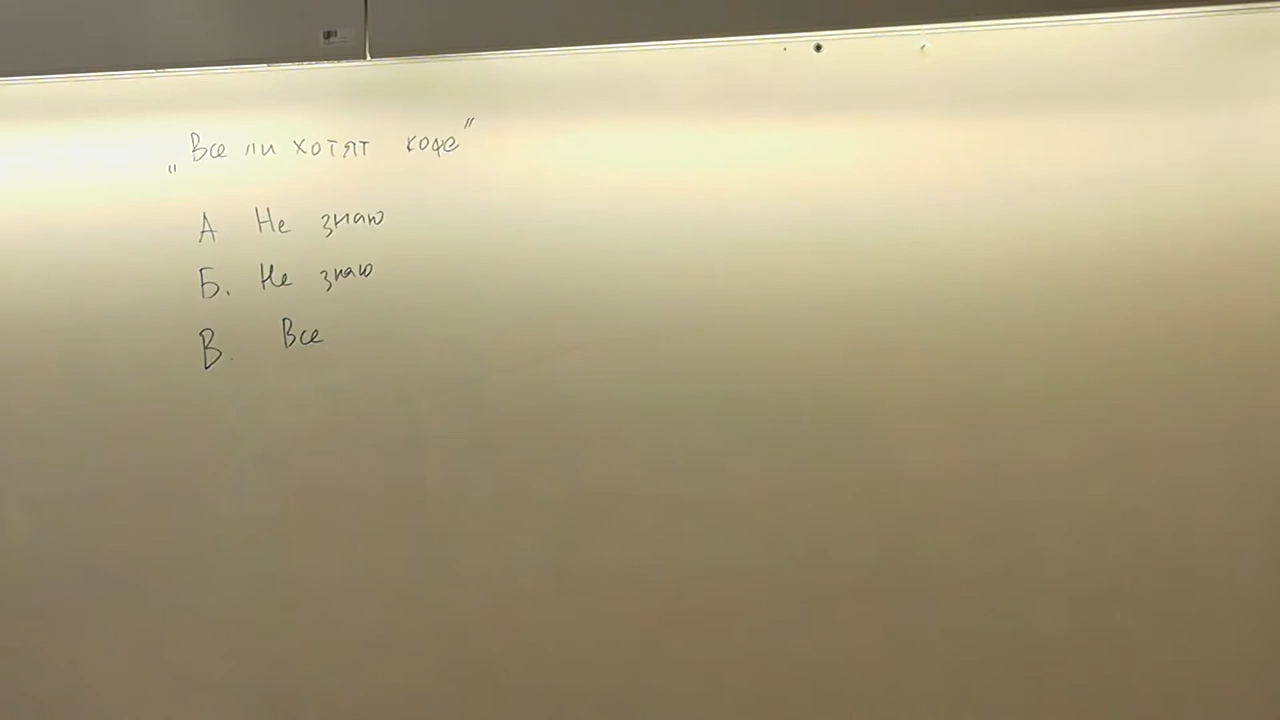 „Все ли хотят кофе”
А Не знаю
Б. Не знаю
В. Все